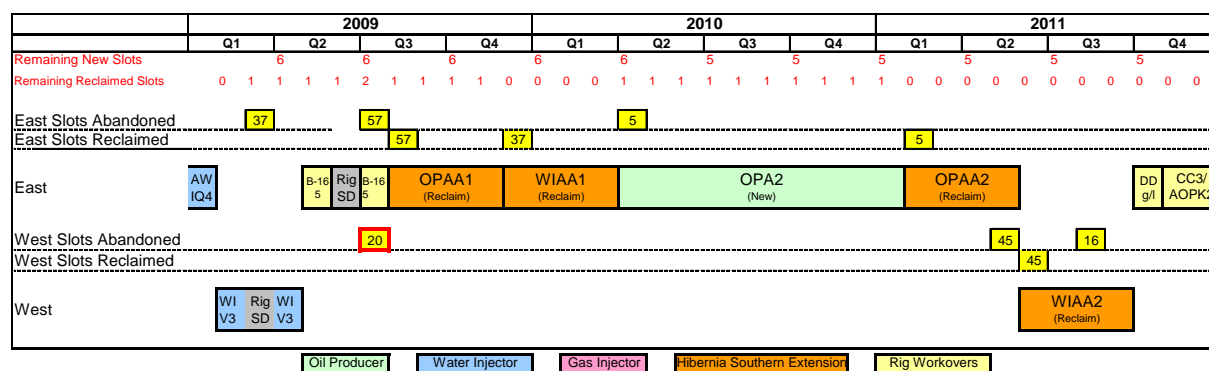 2009 2010 2011
Q1 Q2 Q3 Q4 Q1 Q2 Q3 Q4 Q1 Q2 Q3 Q4
Remaining New Slots 6 6 6 6 6 5 5 5 5 5 5
Remaining Reclaimed Slots 0 1 1 1 1 2 1 1 1 1 0 0 0 0 1 1 1 1 1 1 1 1 1 0 0 0 0 0 0 0 0 0 0 0 0
East Slots Abandoned 37 57 5
East Slots Reclaimed 57 37 5
AW B-16 Rig B-16 OPAA1 WIAA1 OPA2 OPAA2 DD CC3/
East
IQ4 5 SD 5 (Reclaim) (Reclaim) (New) (Reclaim) g/l AOPK2
West Slots Abandoned 20 45 16
West Slots Reclaimed 45
WI Rig WI WIAA2
West
V3 SD V3 (Reclaim)
Oil Producer Water Injector Gas Injector Hibernia Southern Extension Rig Workovers